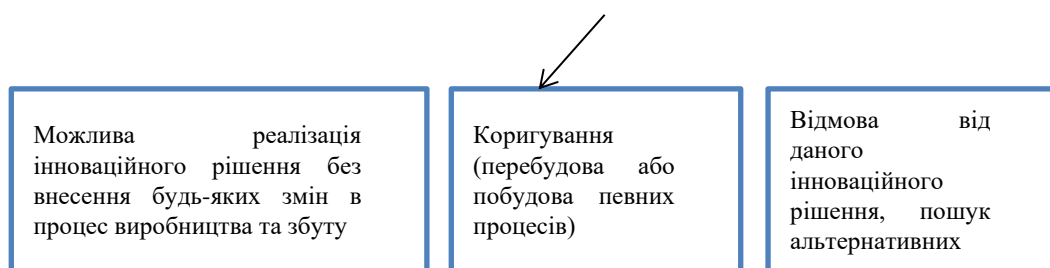 Можлива реалізація
інноваційного рішення без
внесення будь-яких змін в
процес виробництва та збуту
Коригування
(перебудова або
побудова певних
процесів)
Відмова від
даного
інноваційного
рішення, пошук
альтернативних